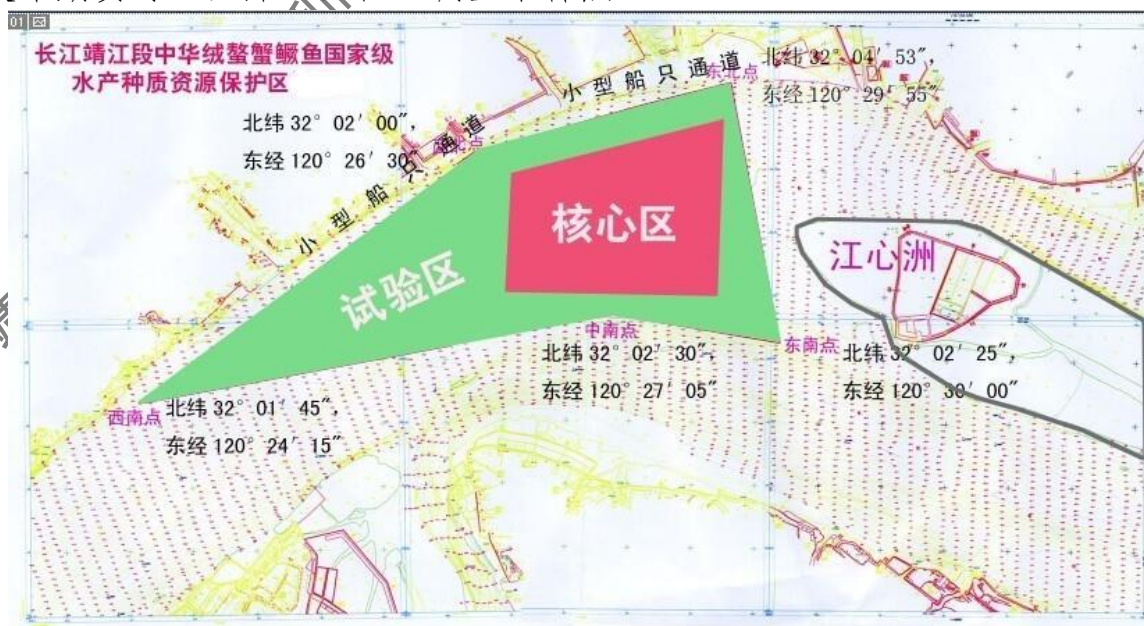 01
长江靖江段中华绒螯蟹鳜鱼国家级
水产种质资源保护区
小型船只通道
东北点
北纬 32° 04′ 53″，
东经 120° 29′ 55″
北纬 32° 02′ 00″，
东经 120° 26′ 30″
小型船只通道
核心区
试验区
江心洲
中南点
北纬 32° 02′ 30″，
东经 120° 27′ 05″
东南点
北纬 32° 02′ 25″，
东经 120° 30′ 00″
西南点
北纬 32° 01′ 45″，
东经 120° 24′ 15″